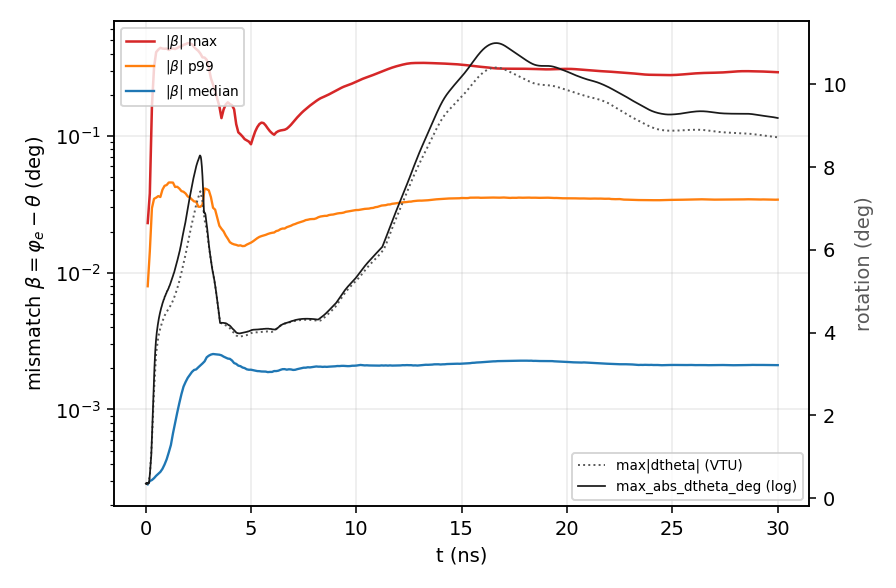 |β| max
|β| p99
|β| median
mismatch β = φₑ − θ (deg)
10⁻¹
10⁻²
10⁻³
10
8
6
4
2
0
rotation (deg)
max|dtheta| (VTU)
max_abs_dtheta_deg (log)
0 5 10 15 20 25 30
t (ns)